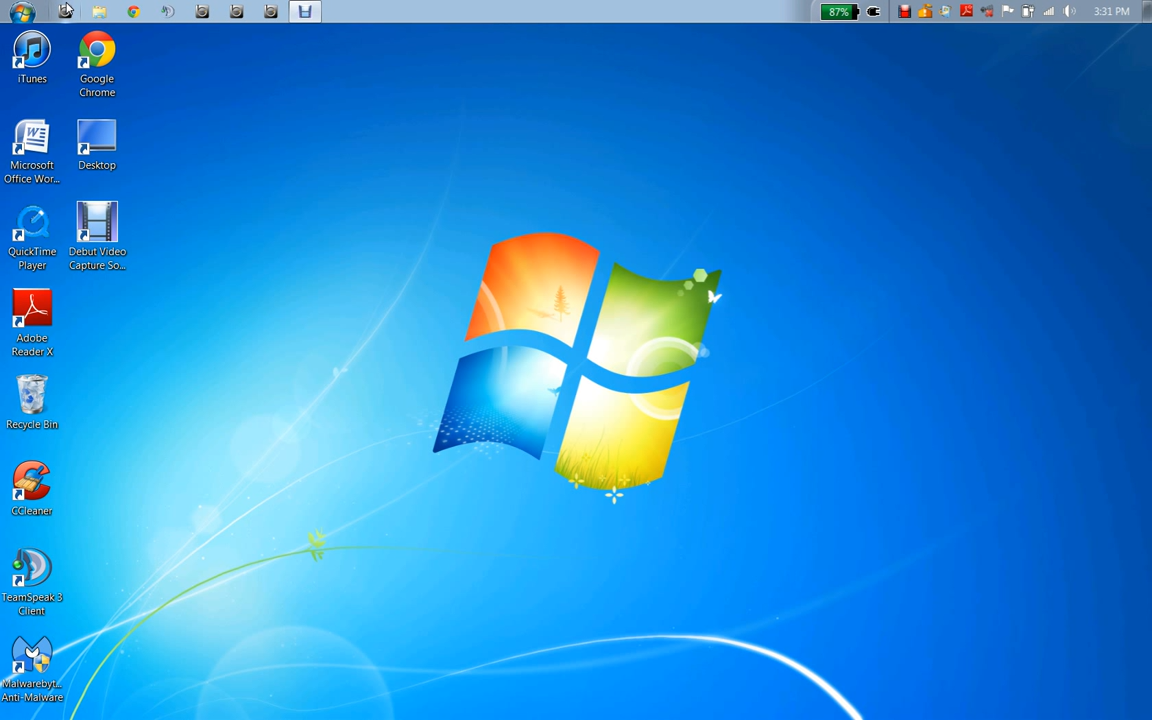 87%
3:31 PM
iTunes
Google
Chrome
Microsoft
Office Wor...
Desktop
QuickTime
Player
Debut Video
Capture So...
Adobe
Reader X
Recycle Bin
CCleaner
TeamSpeak 3
Client
Malwarebyt...
Anti-Malware